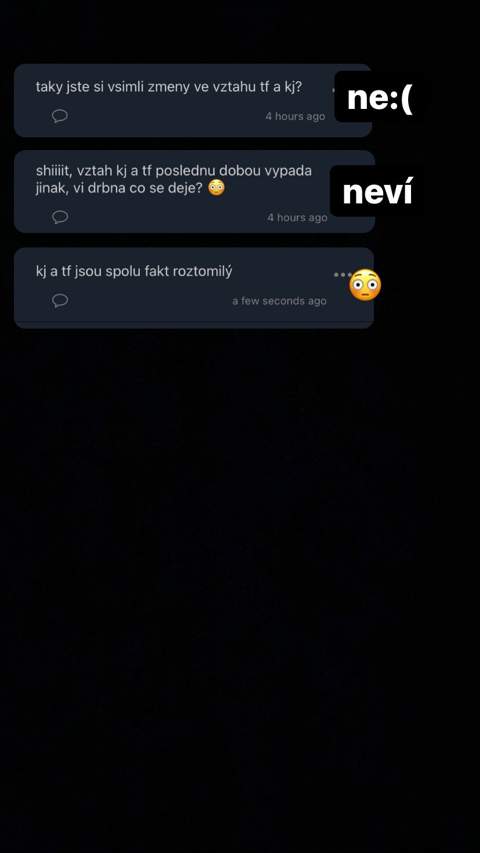 taky jste si vsimli zmeny ve vztahu tf a kj?
ne:(
4 hours ago
shiiiit, vztah kj a tf poslednu dobou vypada
jinak, vi drbna co se deje? 😳
neví
4 hours ago
kj a tf jsou spolu fakt roztomilý
😳
a few seconds ago